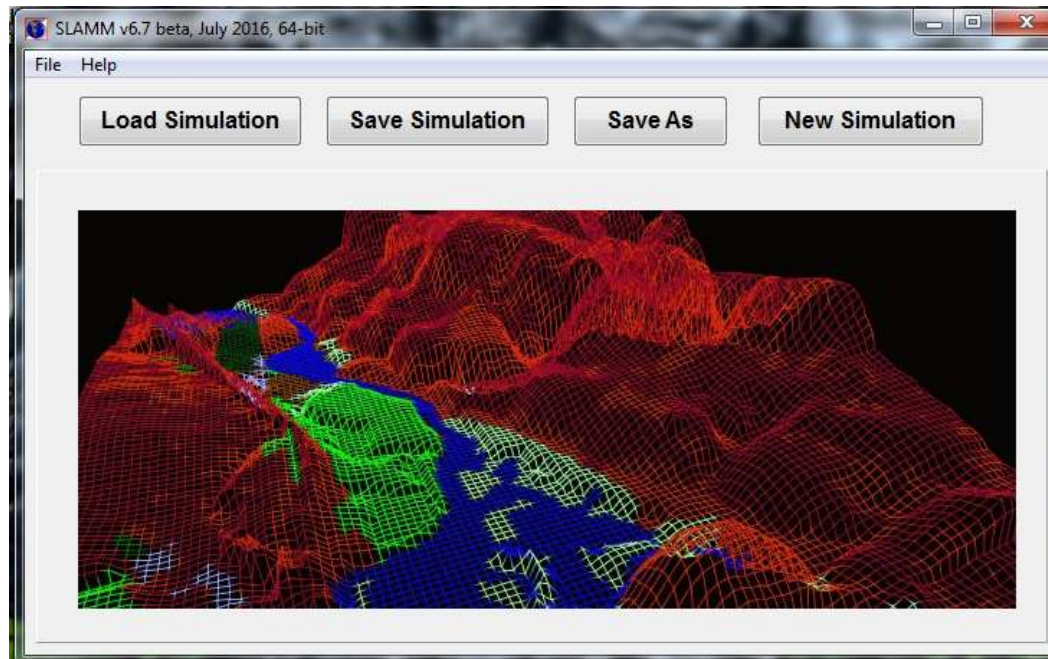 SLAMM v6.7 beta, July 2016, 64-bit
File Help
Load Simulation Save Simulation Save As New Simulation